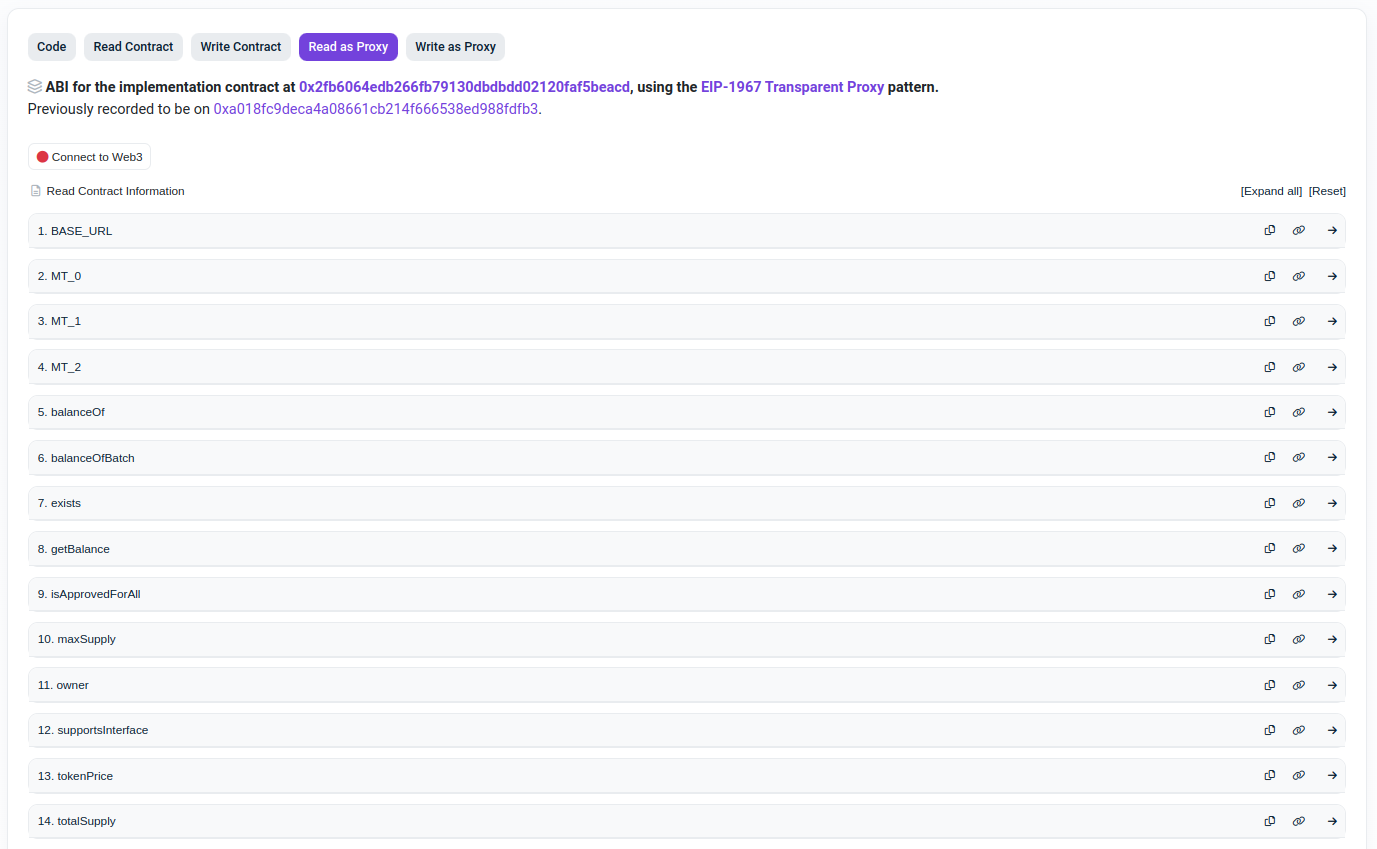 Code Read Contract Write Contract Read as Proxy Write as Proxy
ABI for the implementation contract at 0x2fb6064edb266fb79130dbdbdd02120faf5beacd, using the EIP-1967 Transparent Proxy pattern.
Previously recorded to be on 0xa018fc9deca4a08661cb214f666538ed988fdfb3.
Connect to Web3
Read Contract Information [Expand all] [Reset]
1. BASE_URL
2. MT_0
3. MT_1
4. MT_2
5. balanceOf
6. balanceOfBatch
7. exists
8. getBalance
9. isApprovedForAll
10. maxSupply
11. owner
12. supportsInterface
13. tokenPrice
14. totalSupply